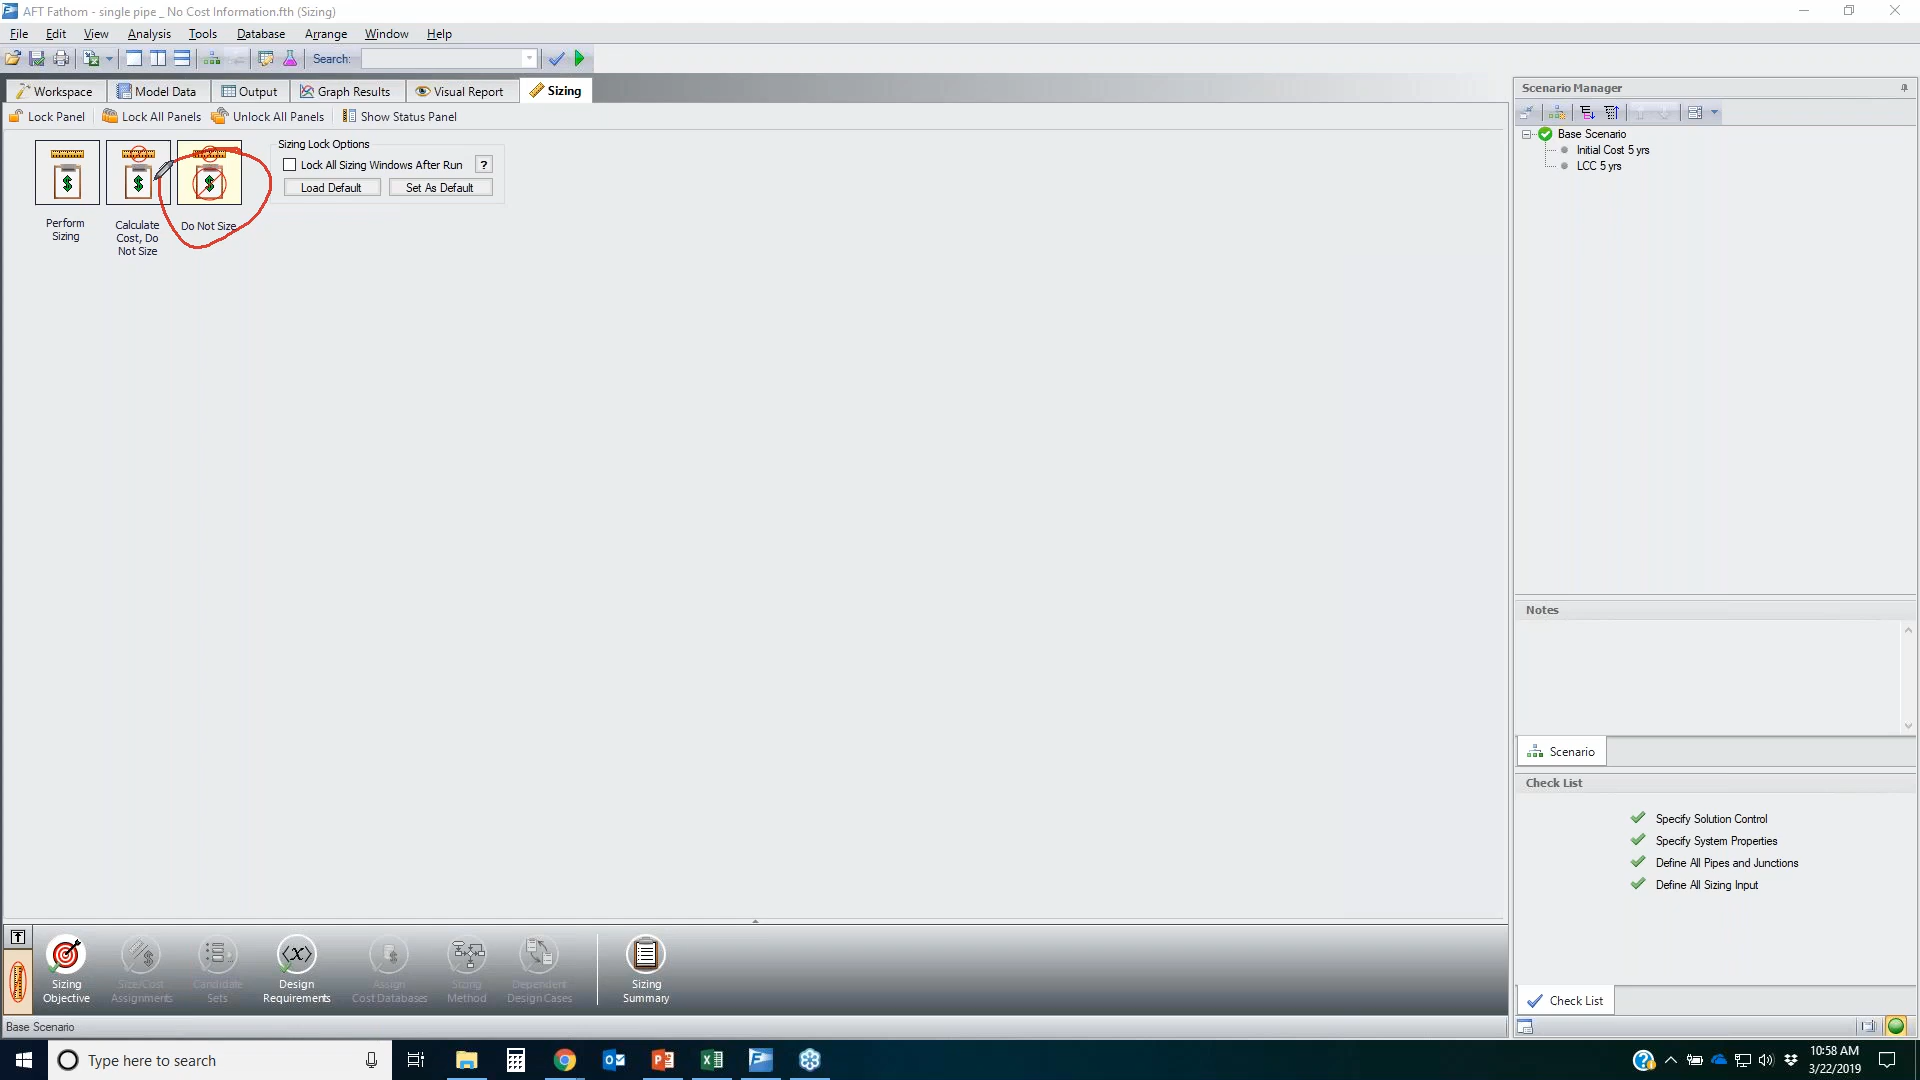 AFT Fathom - single pipe _ No Cost Information.fth (Sizing)
File Edit View Analysis Tools Database Arrange Window Help
Search:
Workspace Model Data Output Graph Results Visual Report Sizing
Lock Panel Lock All Panels Unlock All Panels Show Status Panel
Perform
Sizing
Calculate
Cost, Do
Not Size
Do Not Size
Sizing Lock Options
Lock All Sizing Windows After Run ?
Load Default Set As Default
Scenario Manager
Base Scenario
Initial Cost 5 yrs
LCC 5 yrs
Notes
Scenario
Check List
Specify Solution Control
Specify System Properties
Define All Pipes and Junctions
Define All Sizing Input
Check List
Sizing
Objective
Size/Cost
Assignments
Candidate
Sets
Design
Requirements
Assign
Cost Databases
Sizing
Method
Dependent
Design Cases
Sizing
Summary
Base Scenario
Type here to search
10:58 AM
3/22/2019